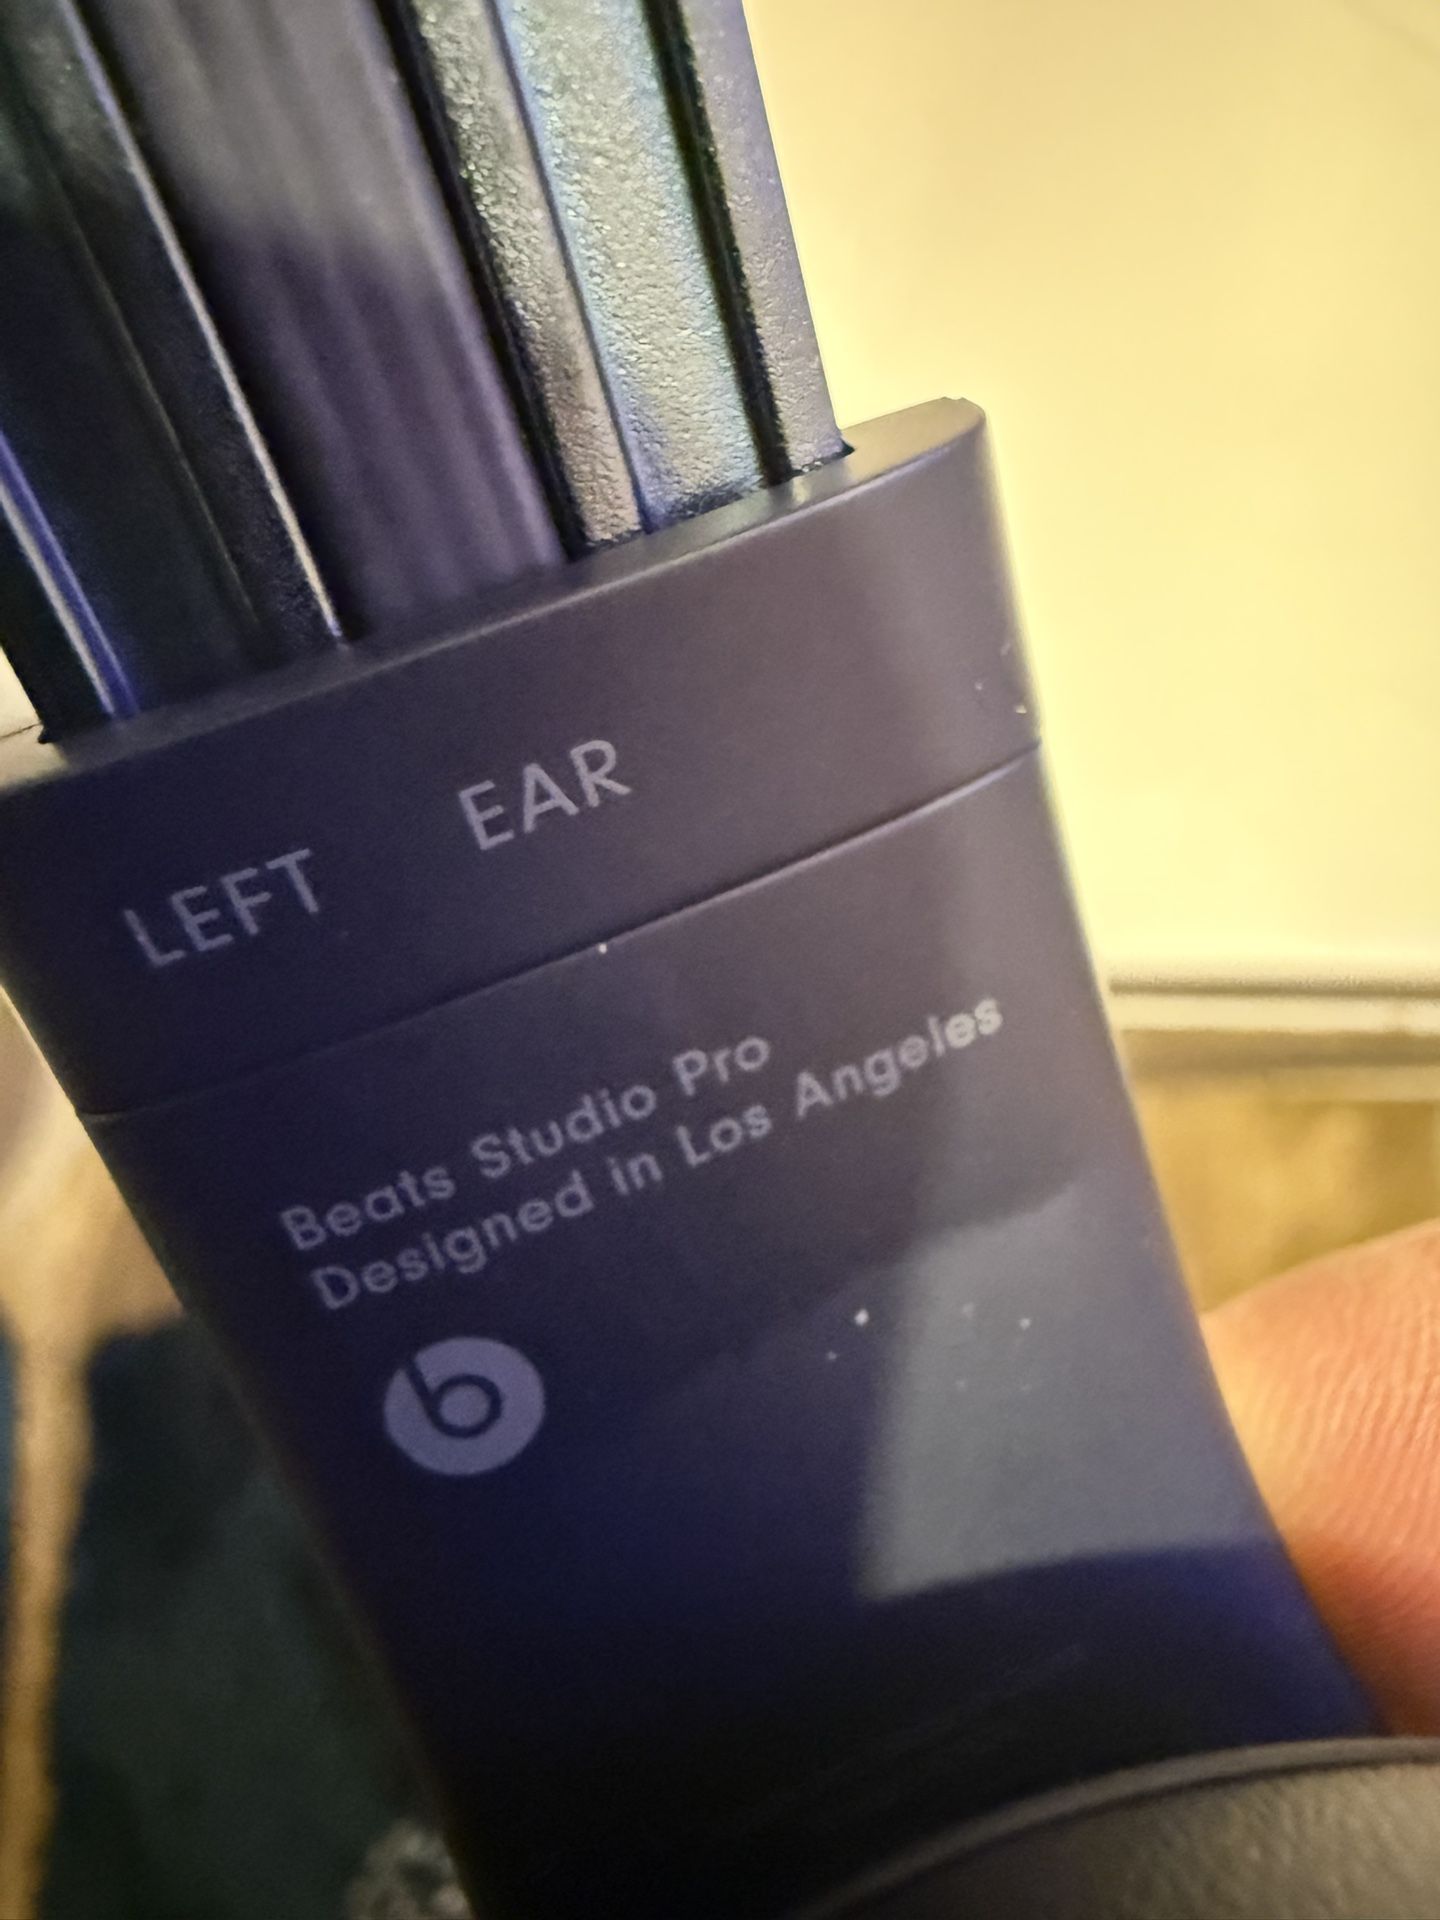 LEFT EAR
Beats Studio Pro
Designed in Los Angeles
b